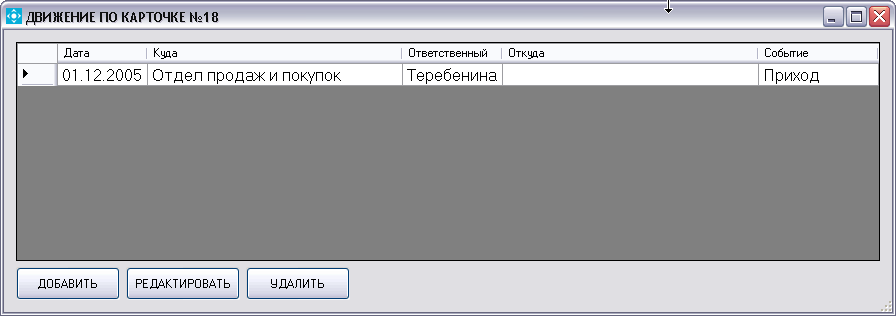 ДВИЖЕНИЕ ПО КАРТОЧКЕ №18
Дата Куда Ответственный Откуда Событие
01.12.2005 Отдел продаж и покупок Теребенина Приход
ДОБАВИТЬ РЕДАКТИРОВАТЬ УДАЛИТЬ